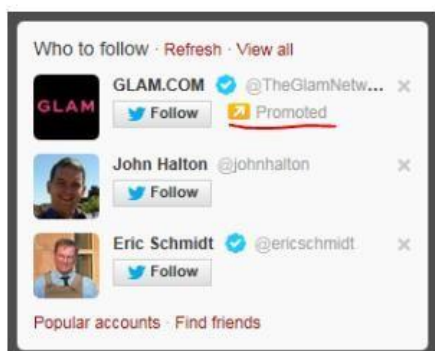 Who to follow · Refresh · View all
GLAM
GLAM.COM @TheGlamNetw...
Follow Promoted
John Halton @johnhalton
Follow
Eric Schmidt @ericschmidt
Follow
Popular accounts · Find friends